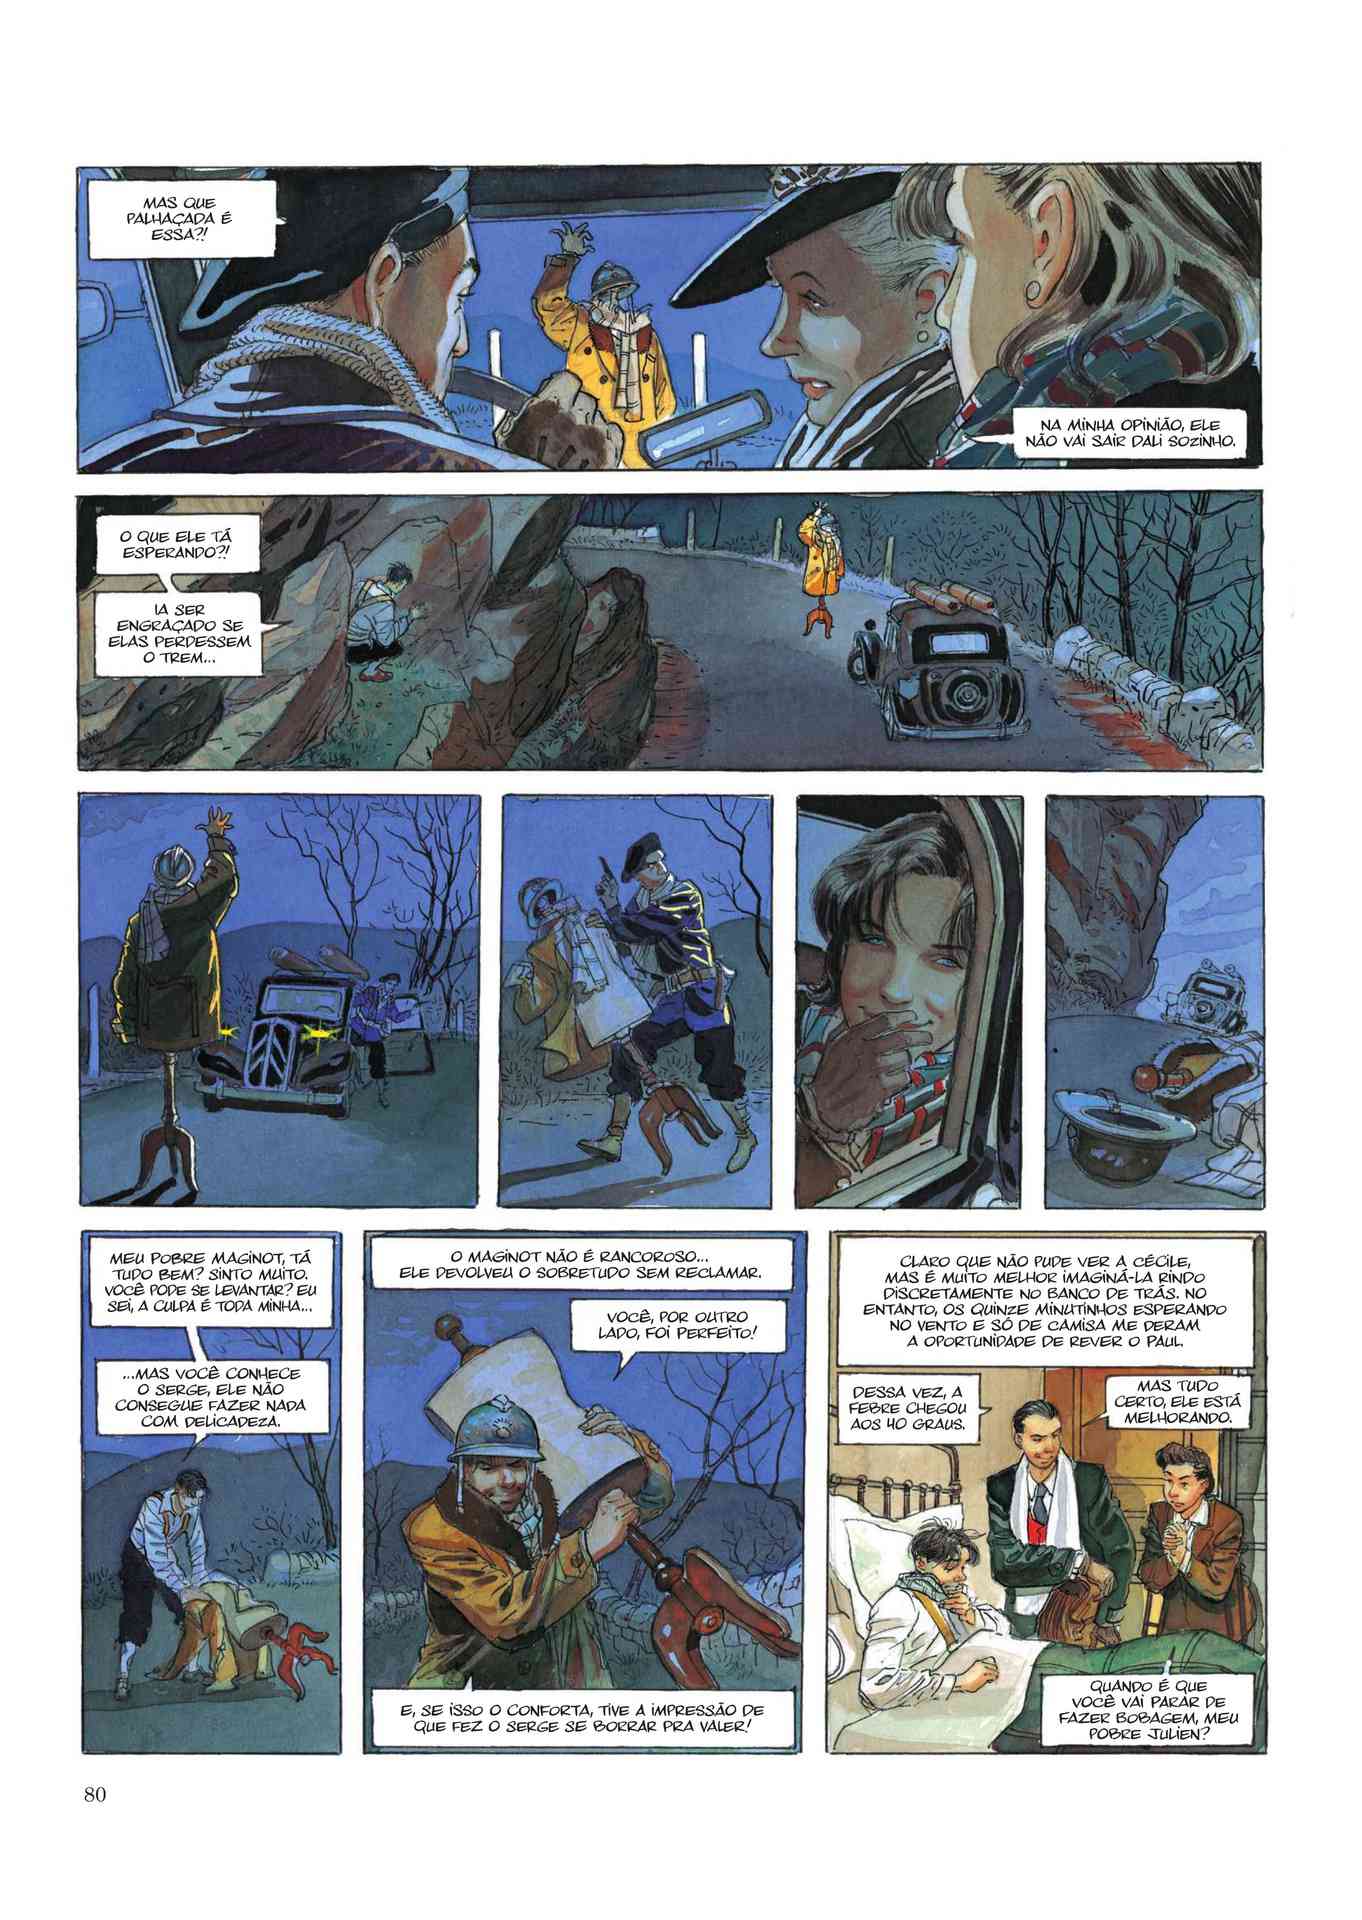 MAS QUE
PALHAÇADA É
ESSA?!
NA MINHA OPINIÃO, ELE
NÃO VAI SAIR DALI SOZINHO.
O QUE ELE TÁ
ESPERANDO?!
IA SER
ENGRAÇADO SE
ELAS PERDESSEM
O TREM...
MEU POBRE MAGINOT, TÁ
TUDO BEM? SINTO MUITO.
VOCÊ PODE SE LEVANTAR? EU
SEI, A CULPA É TODA MINHA...
...MAS VOCÊ CONHECE
O SERGE, ELE NÃO
CONSEGUE FAZER NADA
COM DELICADEZA.
O MAGINOT NÃO É RANCOROSO...
ELE DEVOLVEU O SOBRETUDO SEM RECLAMAR.
VOCÊ, POR OUTRO
LADO, FOI PERFEITO!
E, SE ISSO O CONFORTA, TIVE A IMPRESSÃO DE
QUE FEZ O SERGE SE BORRAR PRA VALER!
CLARO QUE NÃO PUDE VER A CÉCILE,
MAS É MUITO MELHOR IMAGINÁ-LA RINDO
DISCRETAMENTE NO BANCO DE TRÁS. NO
ENTANTO, OS QUINZE MINUTINHOS ESPERANDO
NO VENTO E SÓ DE CAMISA ME DERAM
A OPORTUNIDADE DE REVER O PAUL.
DESSA VEZ, A
FEBRE CHEGOU
AOS 40 GRAUS.
MAS TUDO
CERTO, ELE ESTÁ
MELHORANDO.
QUANDO É QUE
VOCÊ VAI PARAR DE
FAZER BOBAGEM, MEU
POBRE JULIEN?
80